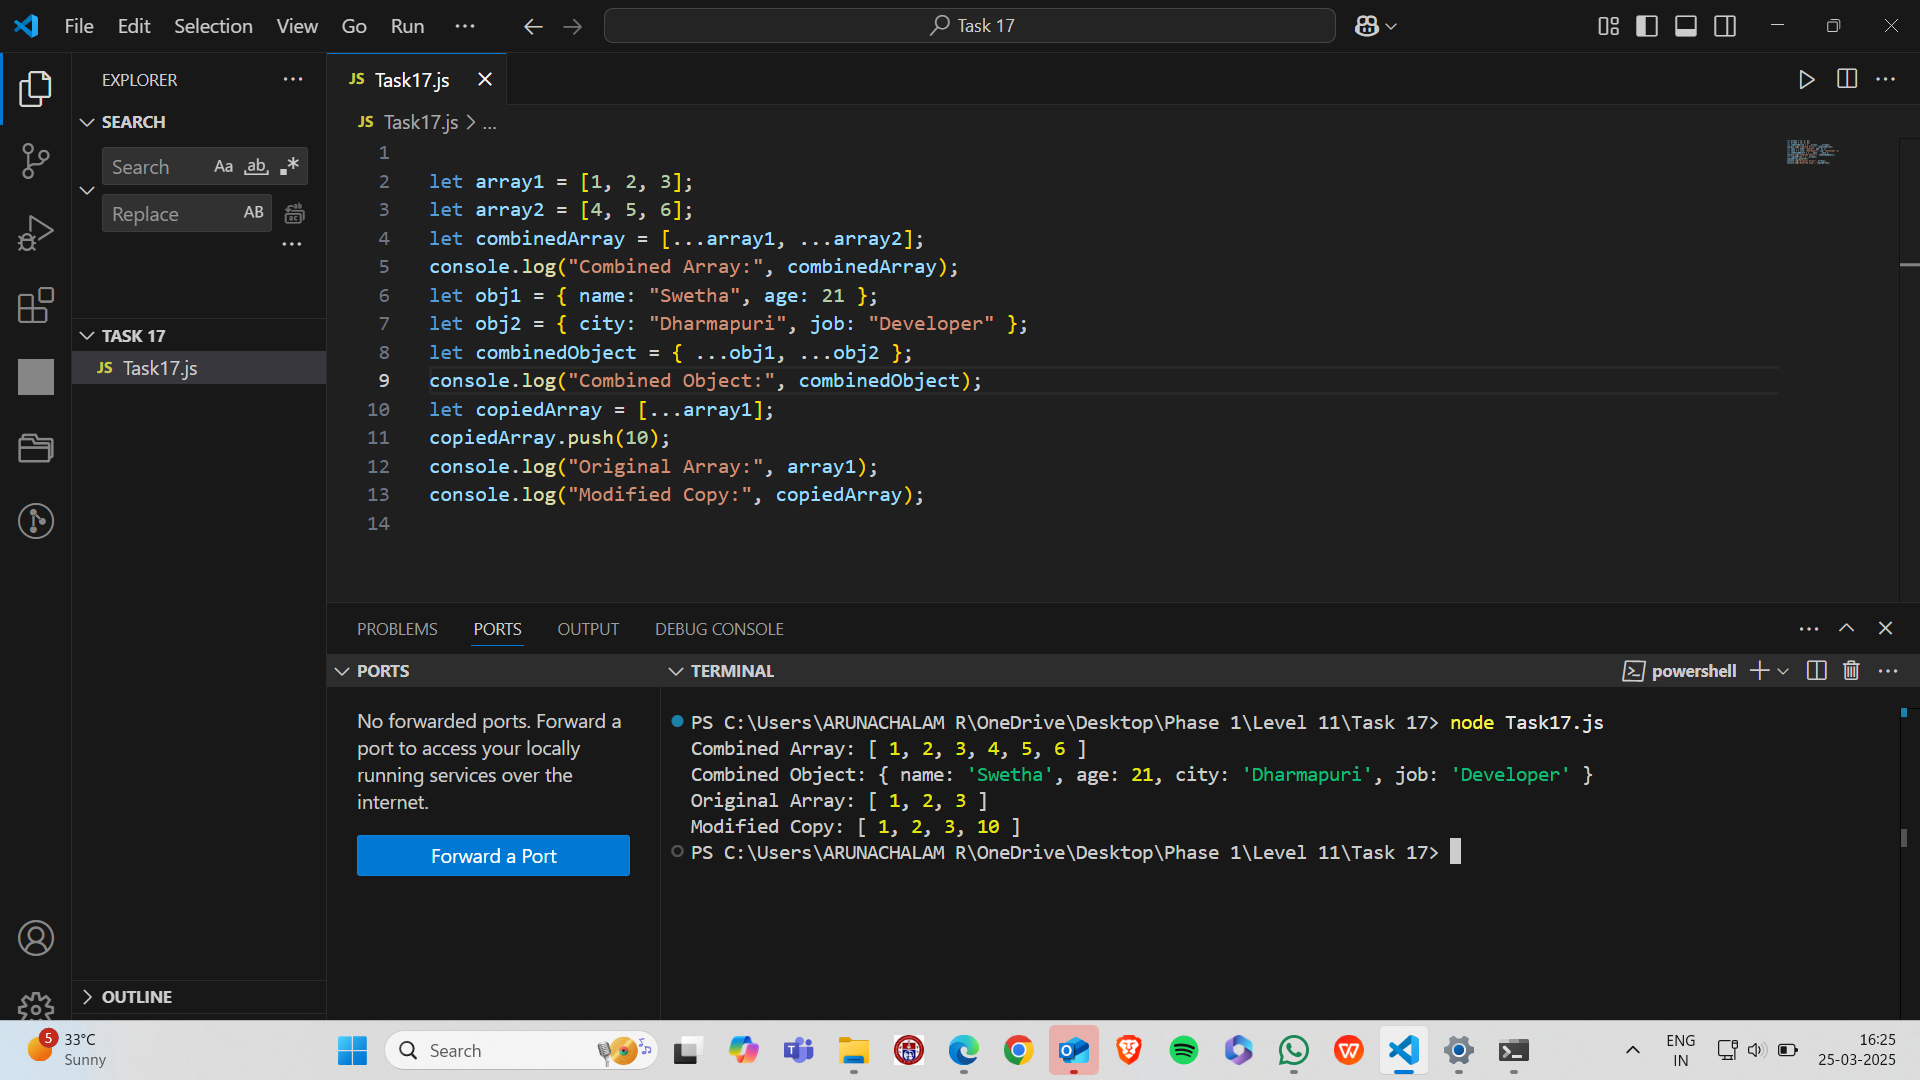 File Edit Selection View Go Run ...
Task 17
EXPLORER ...
SEARCH
Search Aa ab .*
Replace AB
...
TASK 17
JS Task17.js
OUTLINE
JS Task17.js
JS Task17.js > ...
1
2 let array1 = [1, 2, 3];
3 let array2 = [4, 5, 6];
4 let combinedArray = [...array1, ...array2];
5 console.log("Combined Array:", combinedArray);
6 let obj1 = { name: "Swetha", age: 21 };
7 let obj2 = { city: "Dharmapuri", job: "Developer" };
8 let combinedObject = { ...obj1, ...obj2 };
9 console.log("Combined Object:", combinedObject);
10 let copiedArray = [...array1];
11 copiedArray.push(10);
12 console.log("Original Array:", array1);
13 console.log("Modified Copy:", copiedArray);
14
PROBLEMS PORTS OUTPUT DEBUG CONSOLE
PORTS
No forwarded ports. Forward a
port to access your locally
running services over the
internet.
Forward a Port
TERMINAL
powershell
PS C:\Users\ARUNACHALAM R\OneDrive\Desktop\Phase 1\Level 11\Task 17> node Task17.js
Combined Array: [ 1, 2, 3, 4, 5, 6 ]
Combined Object: { name: 'Swetha', age: 21, city: 'Dharmapuri', job: 'Developer' }
Original Array: [ 1, 2, 3 ]
Modified Copy: [ 1, 2, 3, 10 ]
PS C:\Users\ARUNACHALAM R\OneDrive\Desktop\Phase 1\Level 11\Task 17>
5
33°C
Sunny
Search
ENG
IN
16:25
25-03-2025